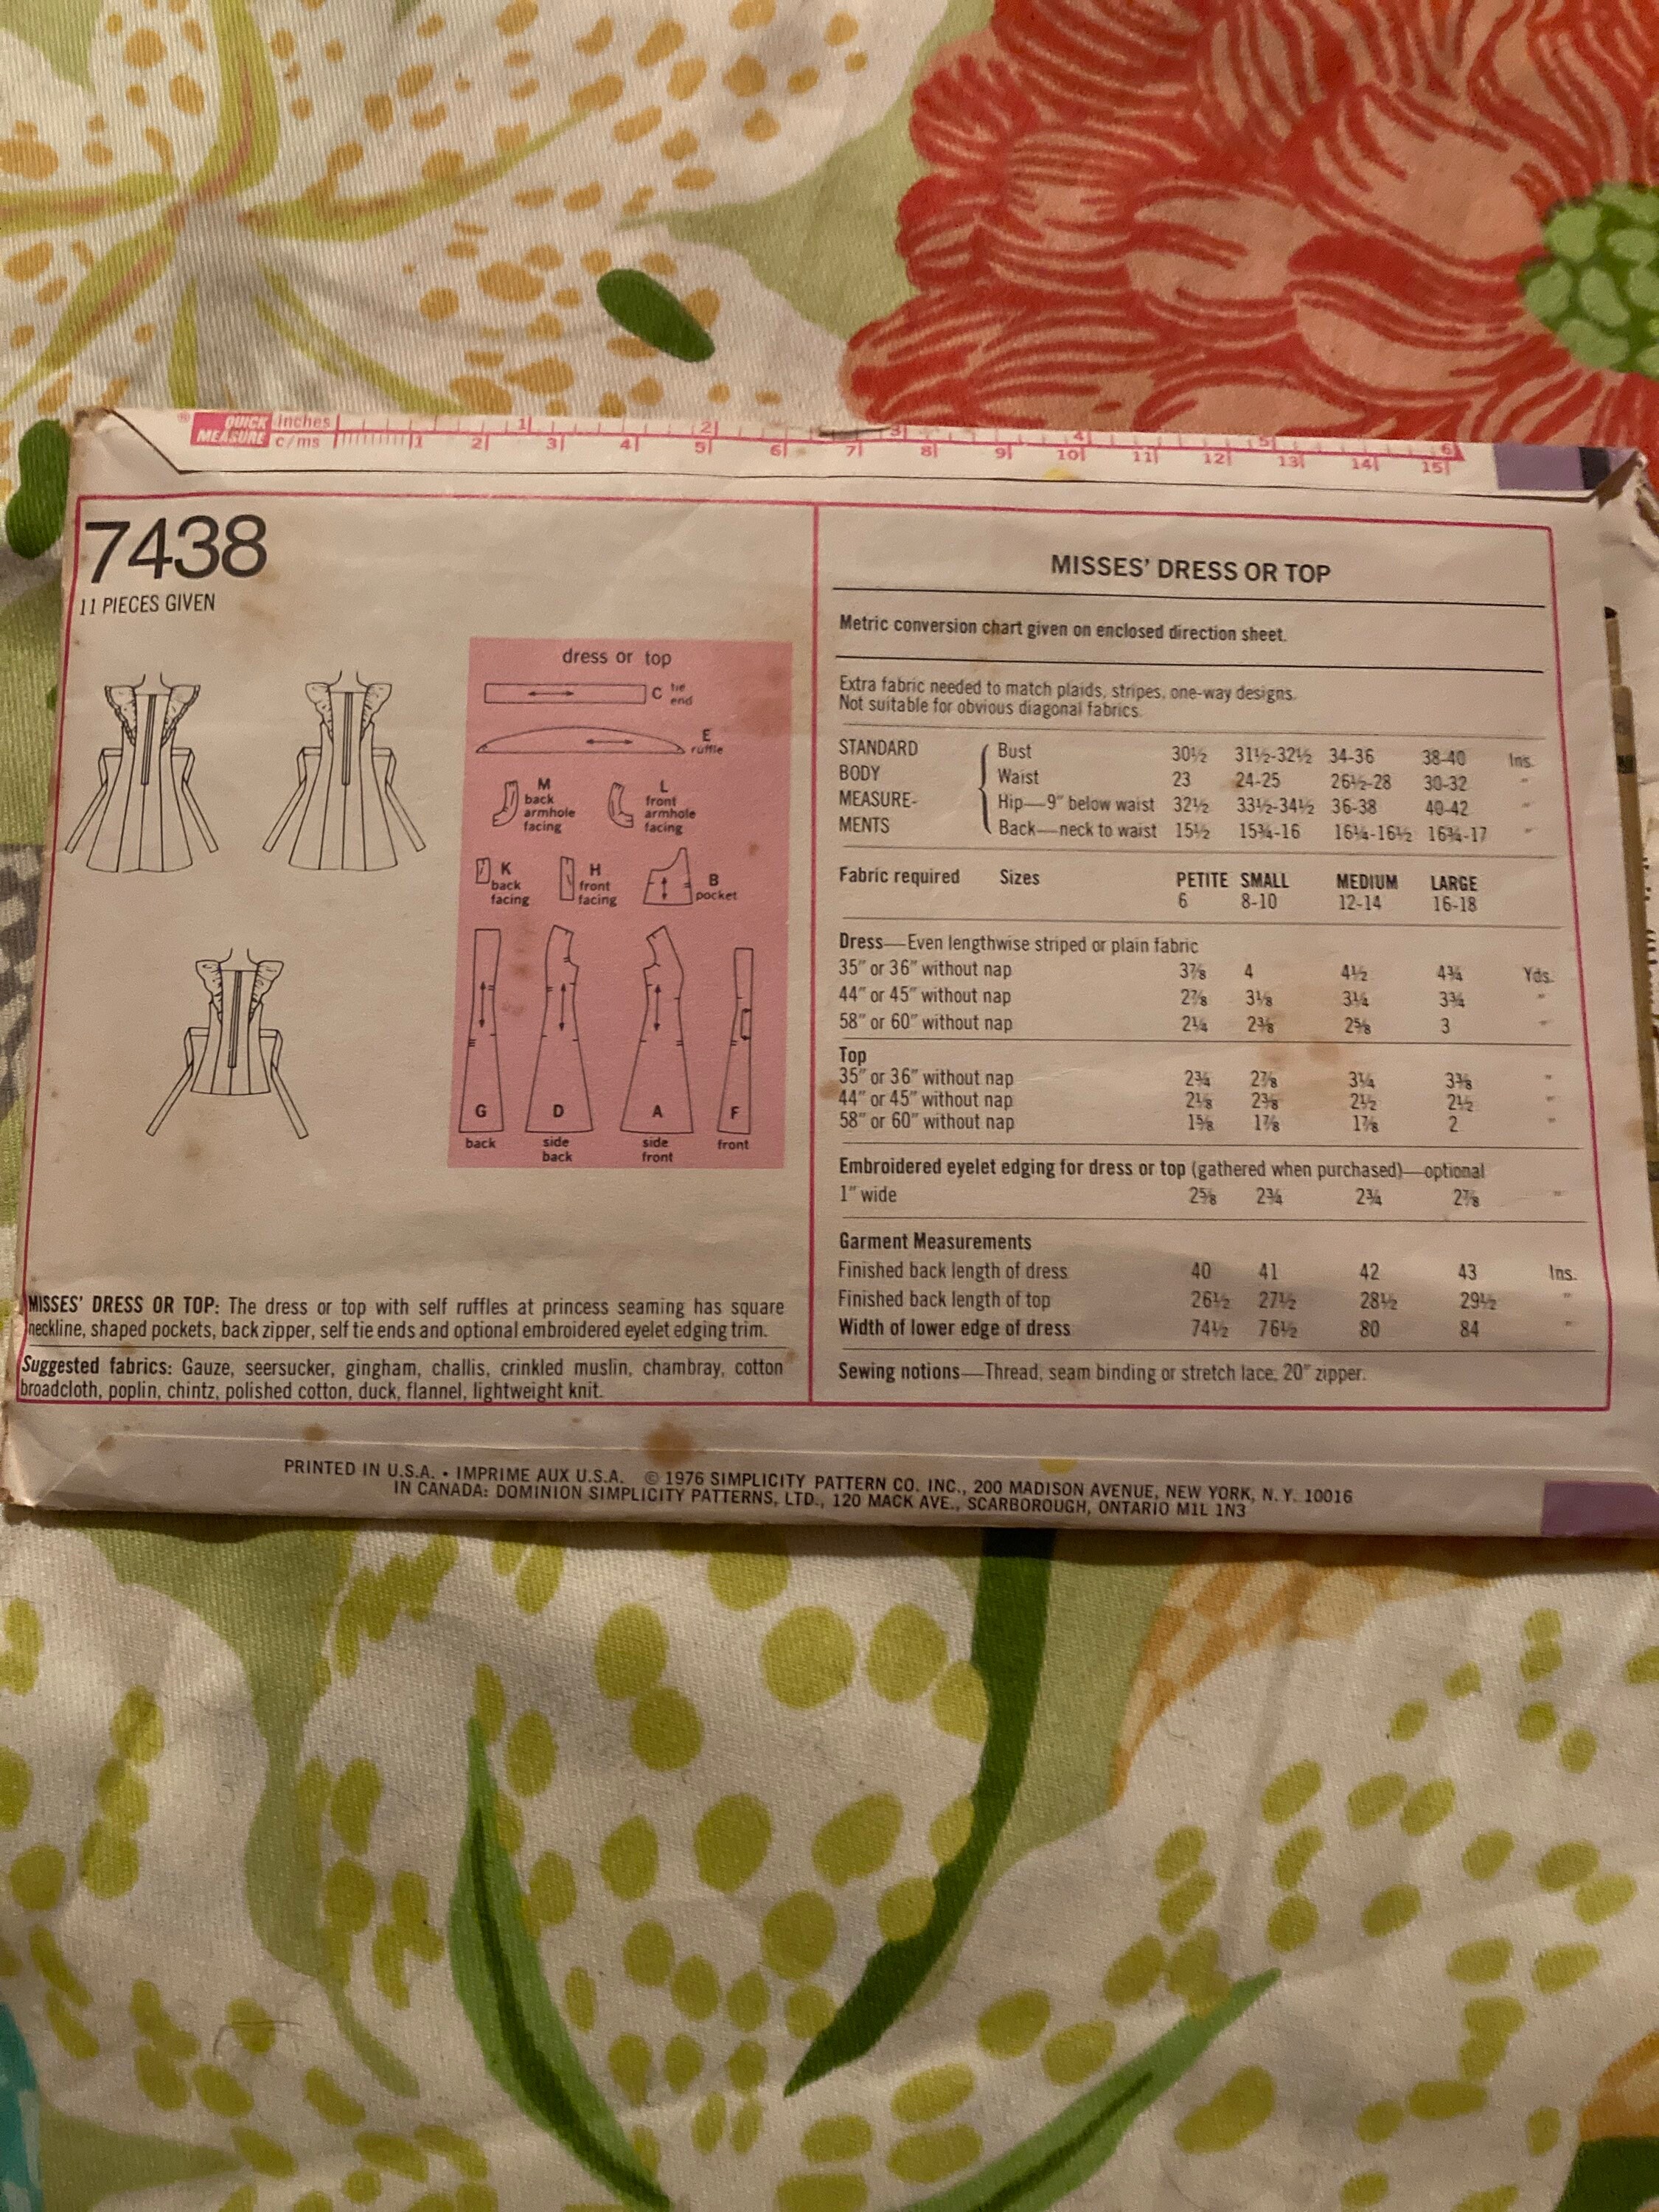 ® QUICK MEASURE inches 1 2 3 4 5 6
c/ms 1 2 3 4 5 6 7 8 9 10 11 12 13 14 15
7438
11 PIECES GIVEN
dress or top
C tie end
E ruffle
M back armhole facing
L front armhole facing
K back facing
H front facing
B pocket
G D A F
back side back side front front
MISSES' DRESS OR TOP: The dress or top with self ruffles at princess seaming has square
neckline, shaped pockets, back zipper, self tie ends and optional embroidered eyelet edging trim.
Suggested fabrics: Gauze, seersucker, gingham, challis, crinkled muslin, chambray, cotton
broadcloth, poplin, chintz, polished cotton, duck, flannel, lightweight knit.
MISSES' DRESS OR TOP
Metric conversion chart given on enclosed direction sheet.
Extra fabric needed to match plaids, stripes, one-way designs.
Not suitable for obvious diagonal fabrics.
STANDARD BODY MEASURE- MENTS
Bust 30½ 31½-32½ 34-36 38-40 Ins.
Waist 23 24-25 26½-28 30-32 "
Hip—9" below waist 32½ 33½-34½ 36-38 40-42 "
Back—neck to waist 15½ 15¾-16 16¼-16½ 16¾-17 "
Fabric required Sizes PETITE SMALL MEDIUM LARGE
6 8-10 12-14 16-18
Dress—Even lengthwise striped or plain fabric
35" or 36" without nap 3⅞ 4 4½ 4¾ Yds.
44" or 45" without nap 2⅞ 3⅛ 3¼ 3¾ "
58" or 60" without nap 2¼ 2⅜ 2⅝ 3 "
Top
35" or 36" without nap 2¾ 2⅞ 3¼ 3⅜ "
44" or 45" without nap 2⅛ 2⅜ 2½ 2½ "
58" or 60" without nap 1⅝ 1⅞ 1⅞ 2 "
Embroidered eyelet edging for dress or top (gathered when purchased)—optional
1" wide 2⅝ 2¾ 2¾ 2⅞ "
Garment Measurements
Finished back length of dress 40 41 42 43 Ins.
Finished back length of top 26½ 27½ 28½ 29½ "
Width of lower edge of dress 74½ 76½ 80 84 "
Sewing notions—Thread, seam binding or stretch lace, 20" zipper.
PRINTED IN U.S.A. • IMPRIME AUX U.S.A. © 1976 SIMPLICITY PATTERN CO. INC., 200 MADISON AVENUE, NEW YORK, N.Y. 10016
IN CANADA: DOMINION SIMPLICITY PATTERNS, LTD., 120 MACK AVE., SCARBOROUGH, ONTARIO M1L 1N3